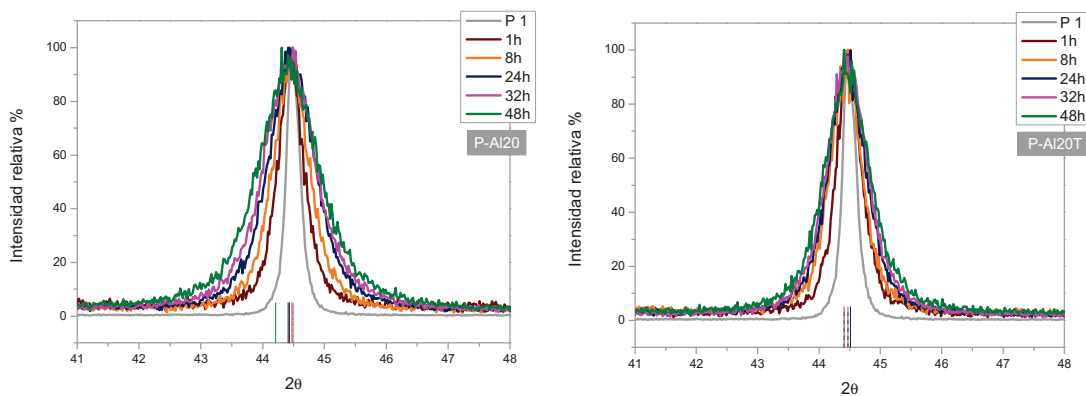 P 1
1h
8h
24h
32h
48h
P-Al20
Intensidad relativa %
100
80
60
40
20
0
41 42 43 44 45 46 47 48
2θ
P 1
1h
8h
24h
32h
48h
P-Al20T
Intensidad relativa %
100
80
60
40
20
0
41 42 43 44 45 46 47 48
2θ